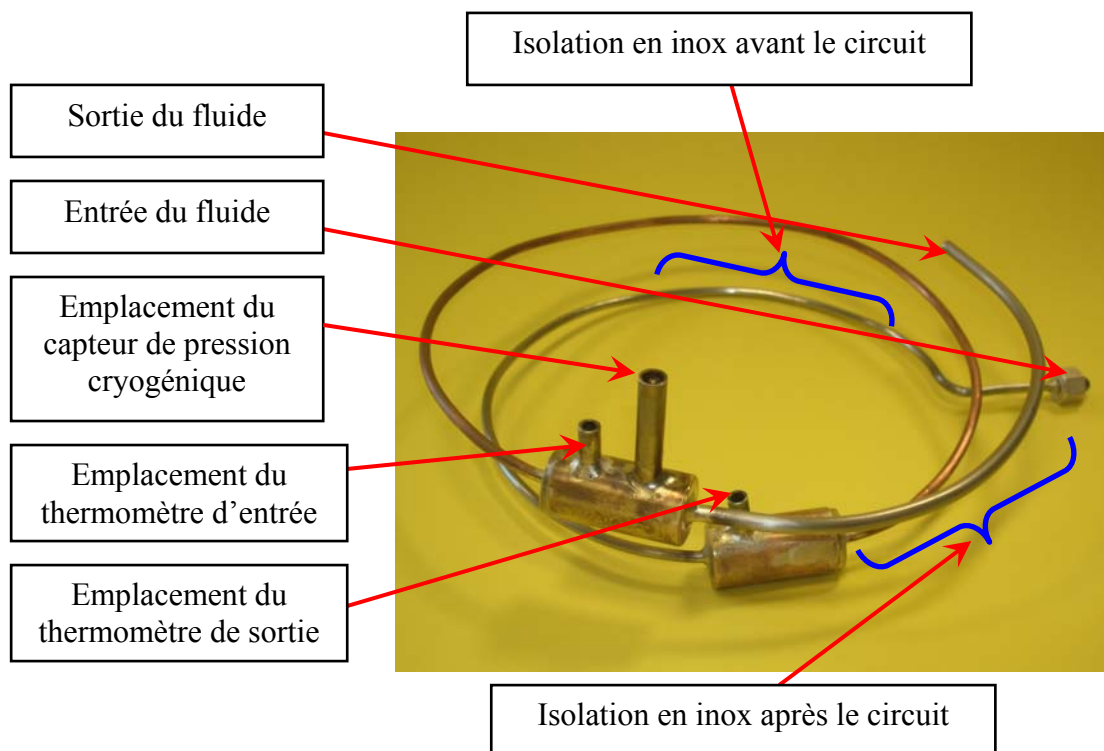 Isolation en inox avant le circuit
Sortie du fluide
Entrée du fluide
Emplacement du
capteur de pression
cryogénique
Emplacement du
thermomètre d’entrée
Emplacement du
thermomètre de sortie
Isolation en inox après le circuit